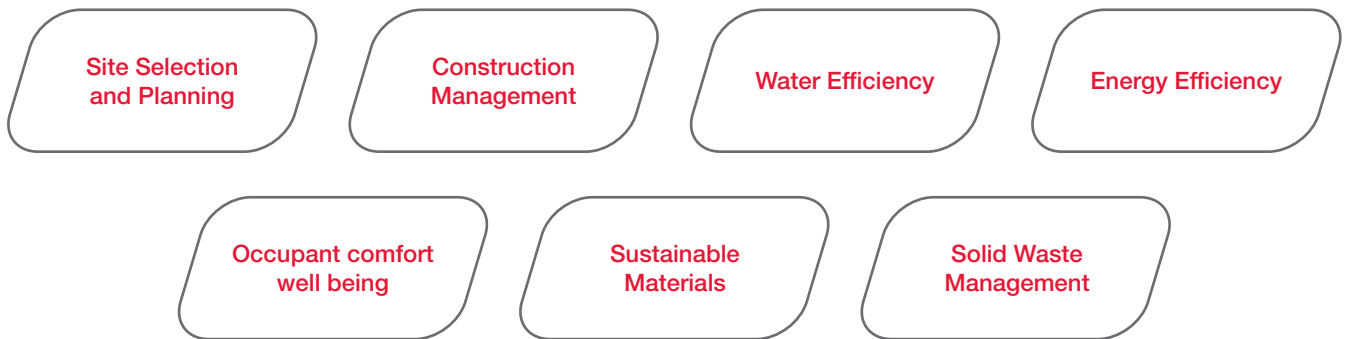 Site Selection
and Planning
Construction
Management
Water Efficiency
Energy Efficiency
Occupant comfort
well being
Sustainable
Materials
Solid Waste
Management